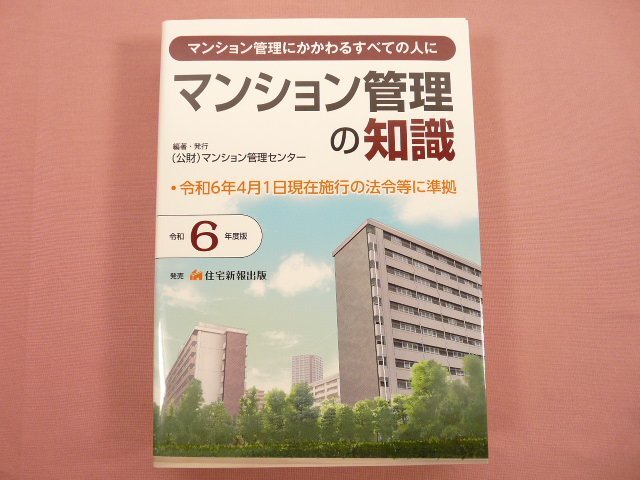 マンション管理にかかわるすべての人に
マンション管理
の知識
編著・発行
(公財)マンション管理センター
・令和6年4月1日現在施行の法令等に準拠
令和 6 年度版
発売 住宅新報出版